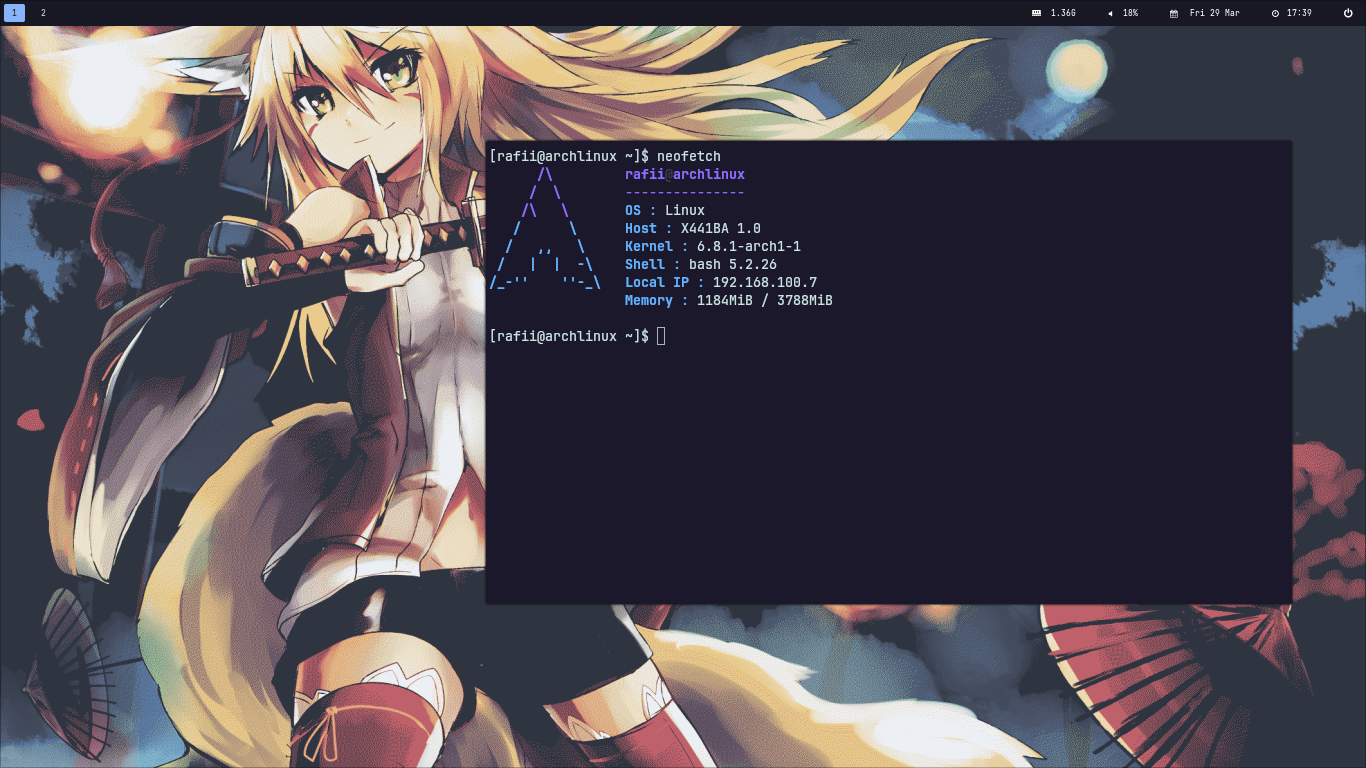 1 2 1.36G 18% Fri 29 Mar 17:39
[rafii@archlinux ~]$ neofetch
rafii@archlinux
---------------
OS : Linux
Host : X441BA 1.0
Kernel : 6.8.1-arch1-1
Shell : bash 5.2.26
Local IP : 192.168.100.7
Memory : 1184MiB / 3788MiB
[rafii@archlinux ~]$